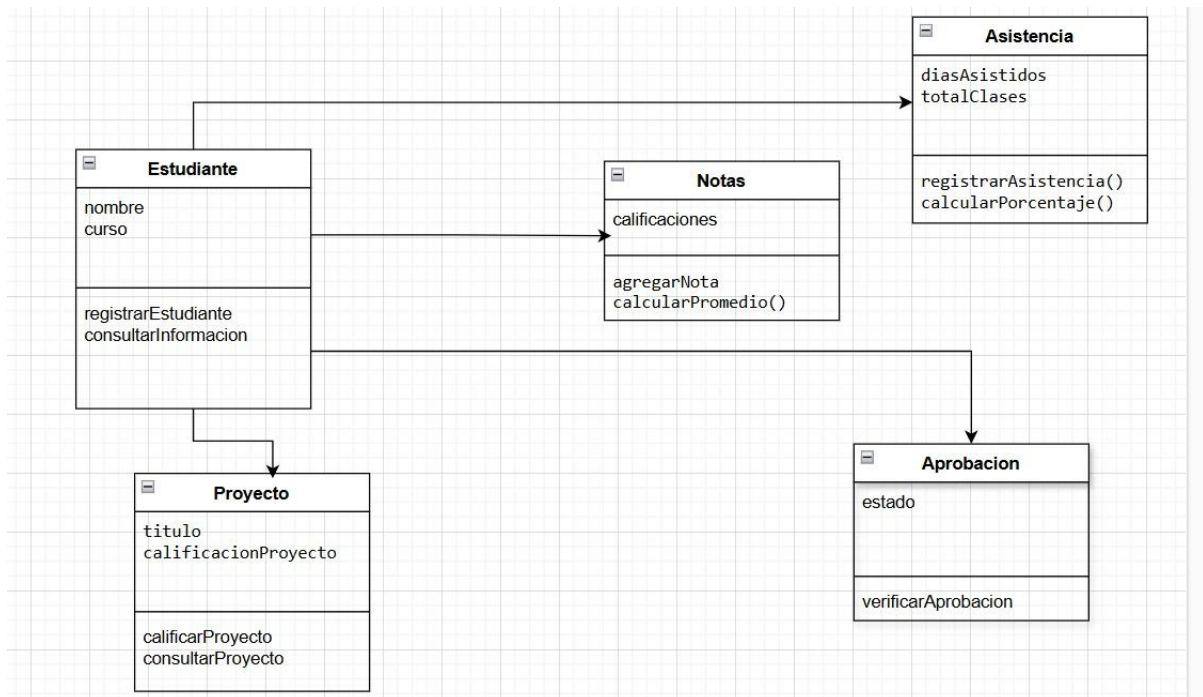 Asistencia
diasAsistidos
totalClases
registrarAsistencia()
calcularPorcentaje()
Estudiante
nombre
curso
registrarEstudiante
consultarInformacion
Notas
calificaciones
agregarNota
calcularPromedio()
Proyecto
titulo
calificacionProyecto
calificarProyecto
consultarProyecto
Aprobacion
estado
verificarAprobacion